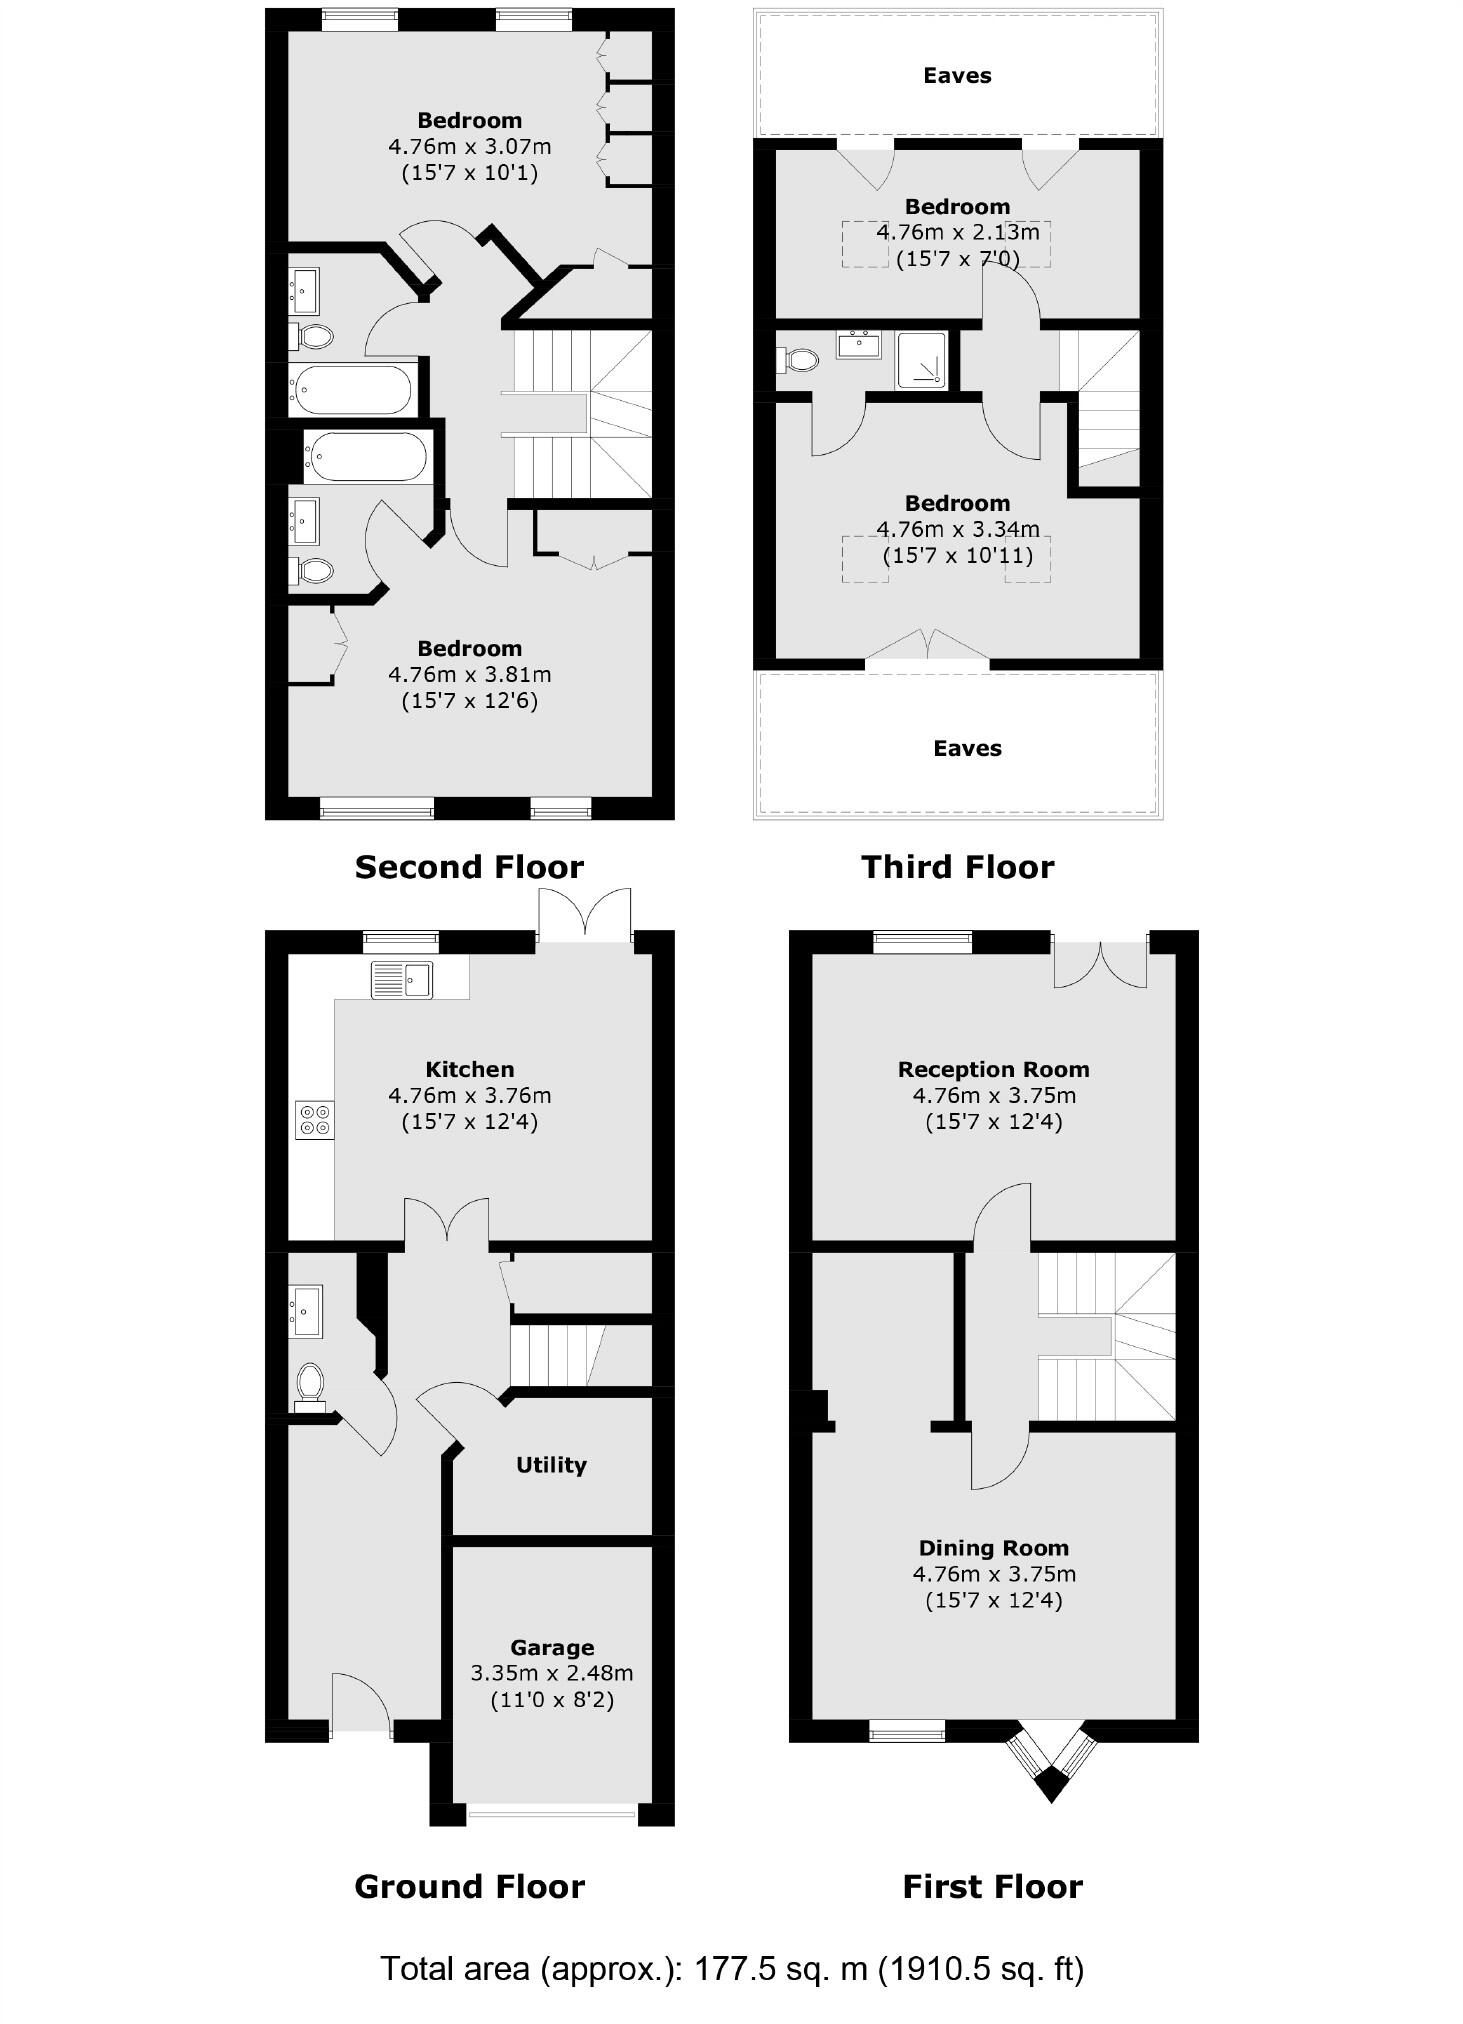 Bedroom
4.76m x 3.07m
(15'7 x 10'1)
Bedroom
4.76m x 3.81m
(15'7 x 12'6)
Second Floor
Eaves
Bedroom
4.76m x 2.13m
(15'7 x 7'0)
Bedroom
4.76m x 3.34m
(15'7 x 10'11)
Eaves
Third Floor
Kitchen
4.76m x 3.76m
(15'7 x 12'4)
Utility
Garage
3.35m x 2.48m
(11'0 x 8'2)
Ground Floor
Reception Room
4.76m x 3.75m
(15'7 x 12'4)
Dining Room
4.76m x 3.75m
(15'7 x 12'4)
First Floor
Total area (approx.): 177.5 sq. m (1910.5 sq. ft)